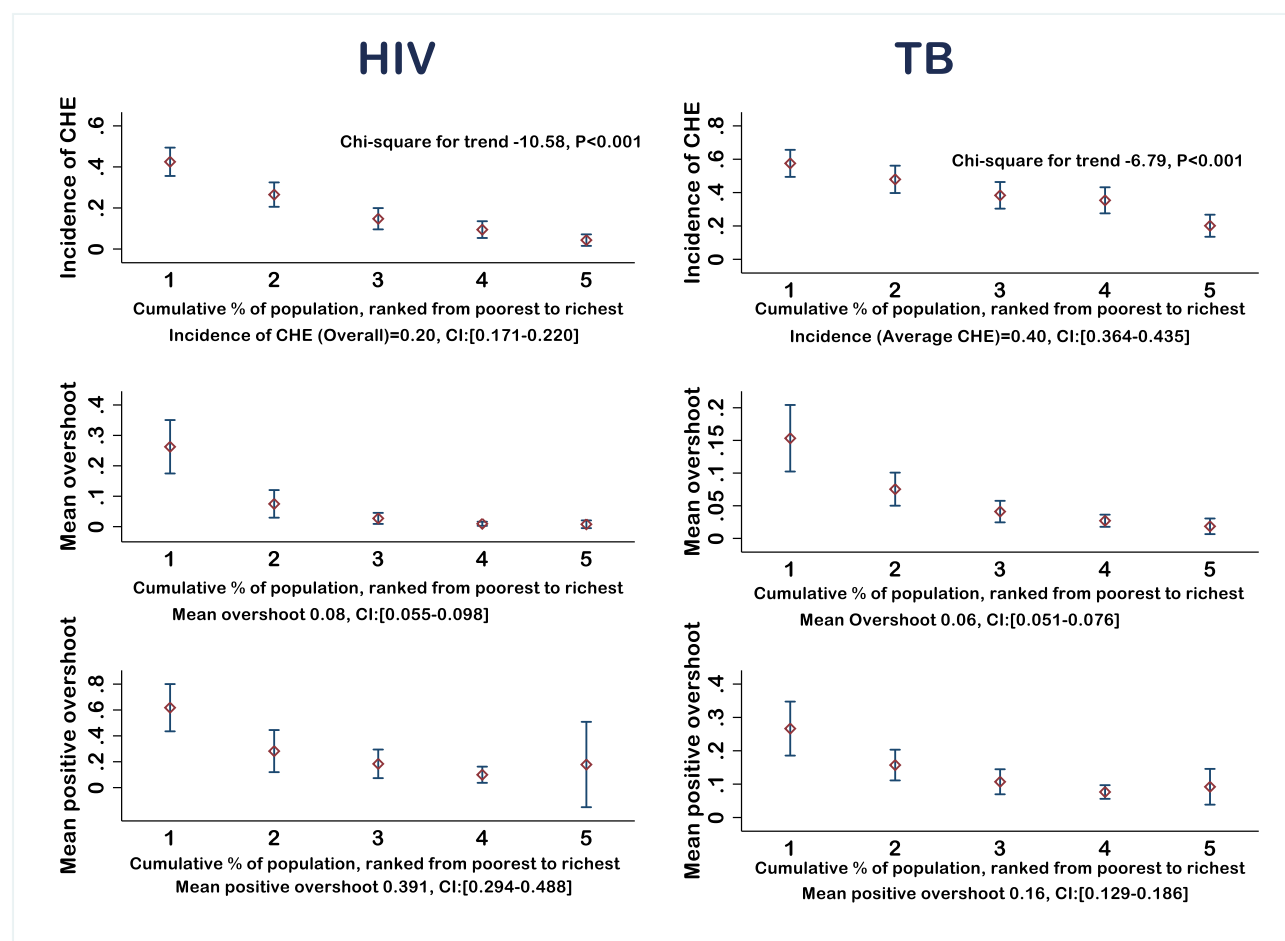 HIV
Incidence of CHE
.6
.4
.2
0
Chi-square for trend -10.58, P<0.001
1 2 3 4 5
Cumulative % of population, ranked from poorest to richest
Incidence of CHE (Overall)=0.20, CI:[0.171-0.220]
Mean overshoot
.4
.3
.2
.1
0
1 2 3 4 5
Cumulative % of population, ranked from poorest to richest
Mean overshoot 0.08, CI:[0.055-0.098]
Mean positive overshoot
.8
.6
.4
.2
0
1 2 3 4 5
Cumulative % of population, ranked from poorest to richest
Mean positive overshoot 0.391, CI:[0.294-0.488]
TB
Incidence of CHE
.8
.6
.4
.2
0
Chi-square for trend -6.79, P<0.001
1 2 3 4 5
Cumulative % of population, ranked from poorest to richest
Incidence (Average CHE)=0.40, CI:[0.364-0.435]
Mean overshoot
.2
.15
.1
.05
0
1 2 3 4 5
Cumulative % of population, ranked from poorest to richest
Mean Overshoot 0.06, CI:[0.051-0.076]
Mean positive overshoot
.4
.3
.2
.1
0
1 2 3 4 5
Cumulative % of population, ranked from poorest to richest
Mean positive overshoot 0.16, CI:[0.129-0.186]